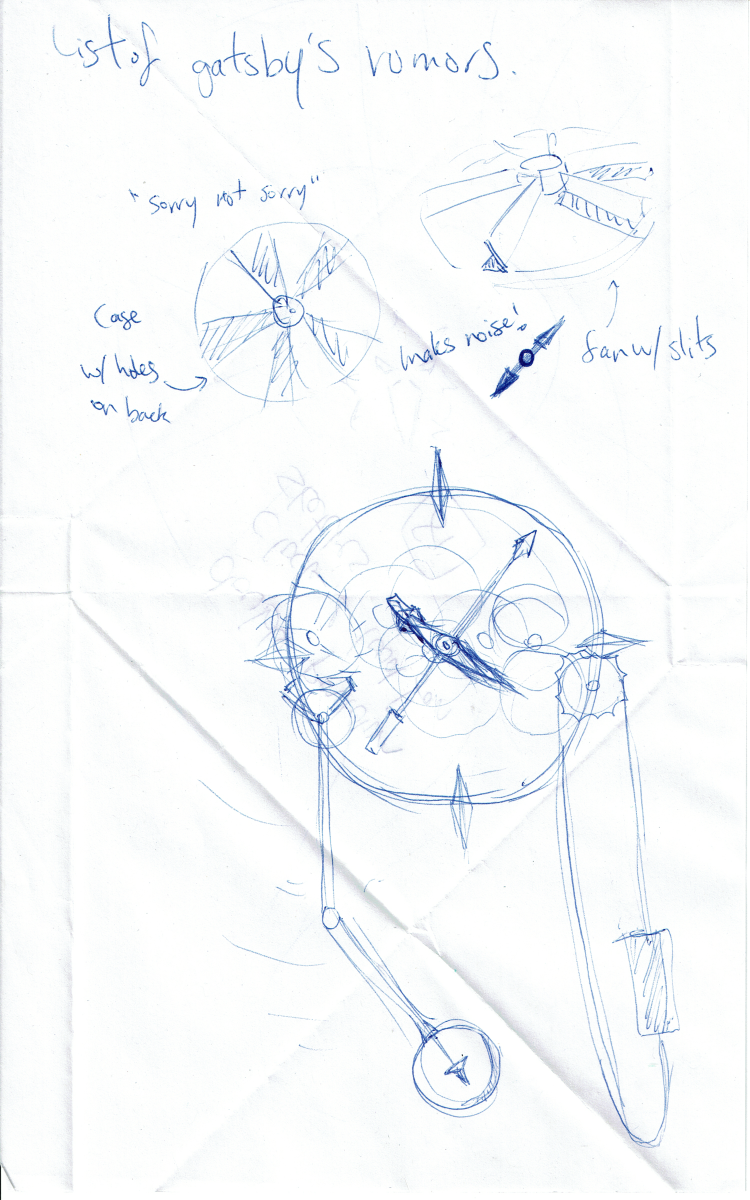 List of gatsby's rumors.
"sorry not sorry"
Case
w/ holes
on back
makes noise!
fan w/ slits